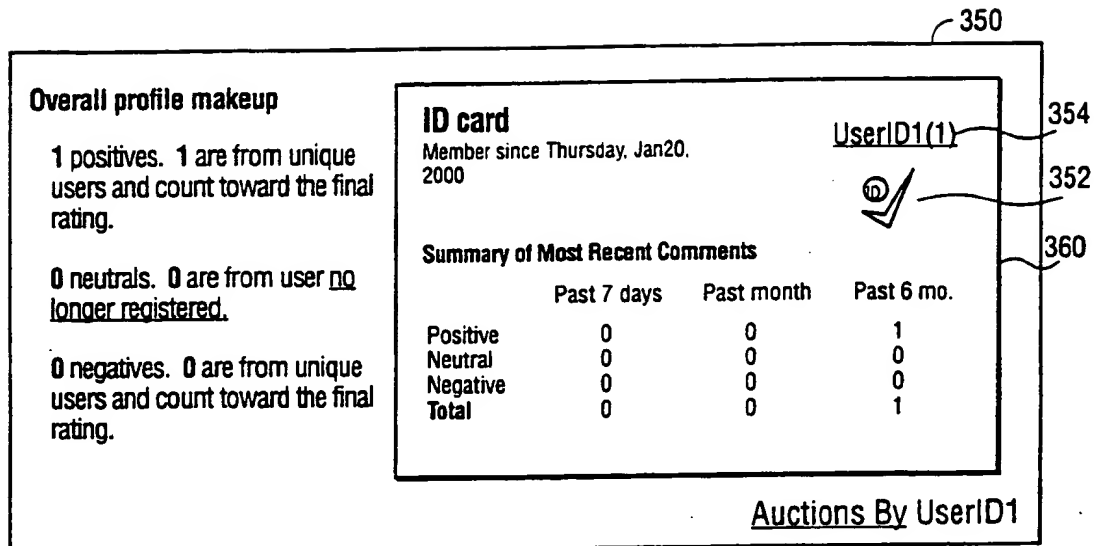 350
Overall profile makeup
1 positives. 1 are from unique
users and count toward the final
rating.
0 neutrals. 0 are from user no
longer registered.
0 negatives. 0 are from unique
users and count toward the final
rating.
ID card
Member since Thursday, Jan20,
2000
UserID1(1)
354
ID
352
360
Summary of Most Recent Comments
Past 7 days Past month Past 6 mo.
Positive 0 0 1
Neutral 0 0 0
Negative 0 0 0
Total 0 0 1
Auctions By UserID1